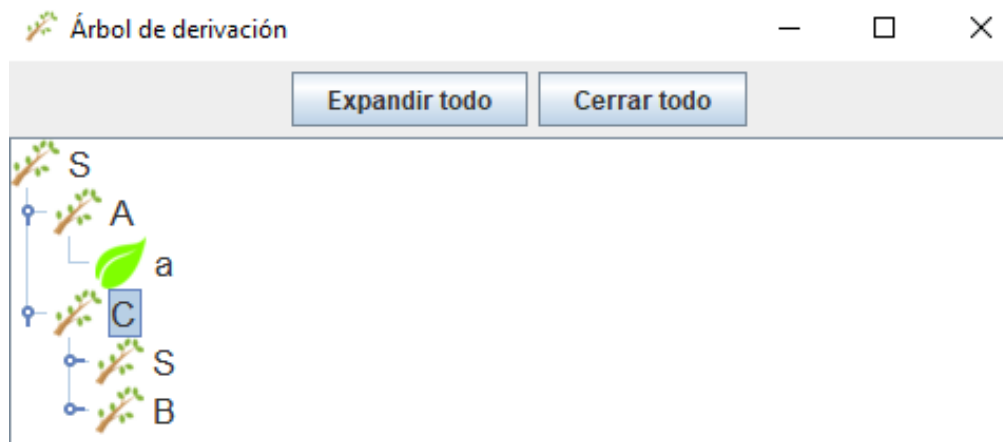 Árbol de derivación
Expandir todo Cerrar todo
S
A
a
C
S
B